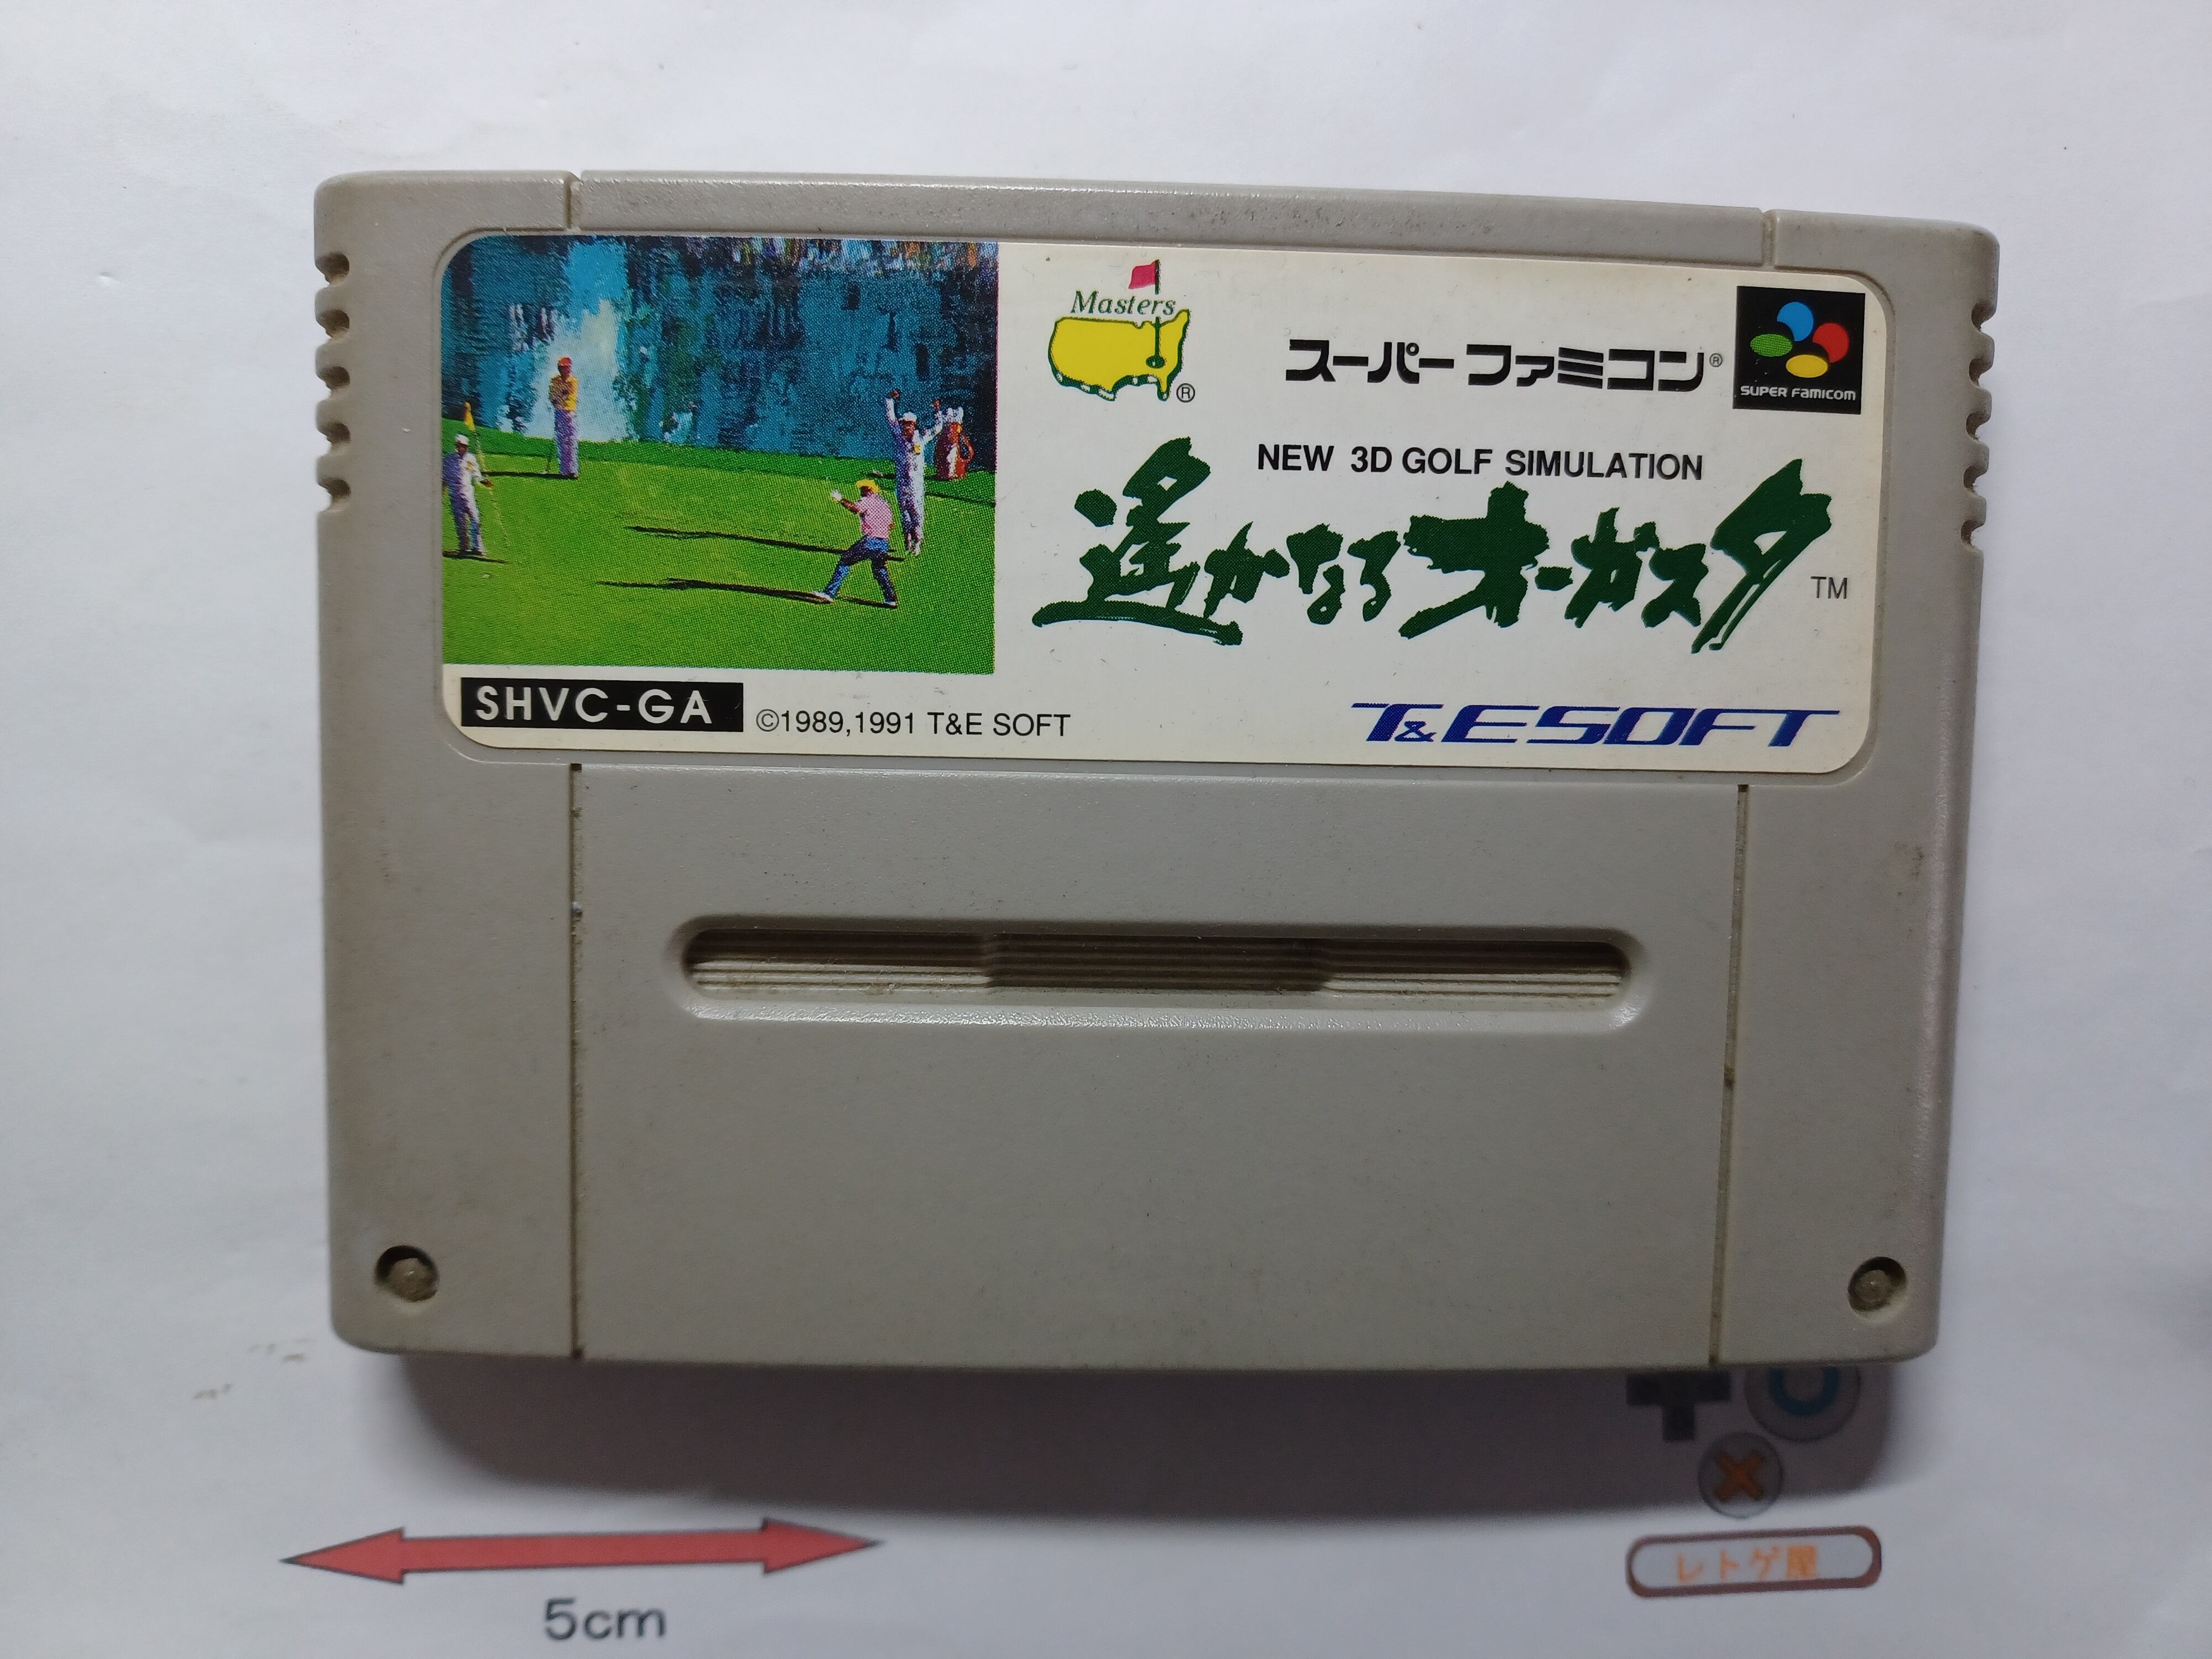 Masters
®
スーパーファミコン®
SUPER FAMICOM
NEW 3D GOLF SIMULATION
遙かなるオーガスタ TM
SHVC-GA ©1989,1991 T&E SOFT
T&E SOFT
5cm
レトゲ屋